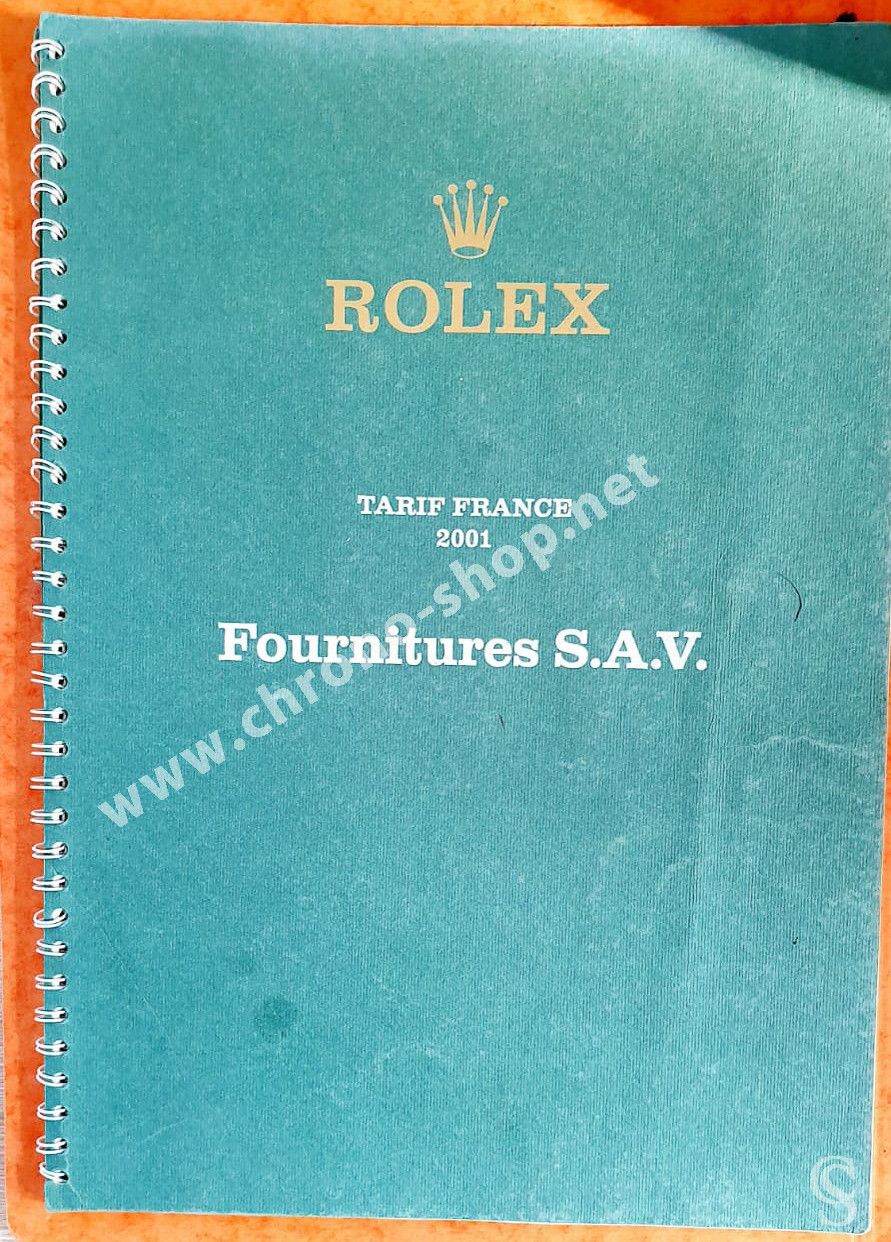 ROLEX
TARIF FRANCE
2001
Fournitures S.A.V.
www.chrono-shop.net